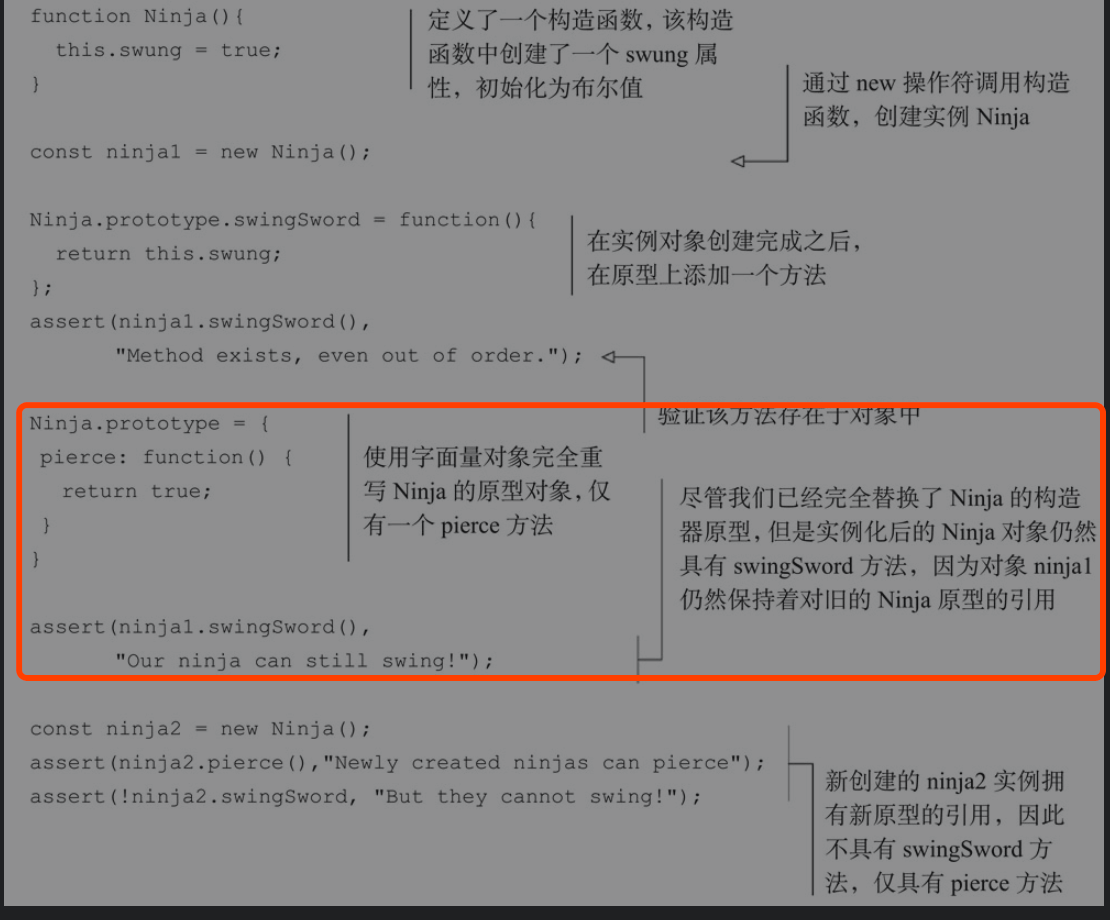 function Ninja(){
this.swung = true;
}
定义了一个构造函数，该构造
函数中创建了一个 swung 属
性，初始化为布尔值
通过 new 操作符调用构造
函数，创建实例 Ninja
const ninja1 = new Ninja();
Ninja.prototype.swingSword = function(){
return this.swung;
};
在实例对象创建完成之后，
在原型上添加一个方法
assert(ninja1.swingSword(),
"Method exists, even out of order.");
验证该方法存在于对象中
Ninja.prototype = {
pierce: function() {
return true;
}
}
使用字面量对象完全重
写 Ninja 的原型对象，仅
有一个 pierce 方法
尽管我们已经完全替换了 Ninja 的构造
器原型，但是实例化后的 Ninja 对象仍然
具有 swingSword 方法，因为对象 ninja1
仍然保持着对旧的 Ninja 原型的引用
assert(ninja1.swingSword(),
"Our ninja can still swing!");
const ninja2 = new Ninja();
assert(ninja2.pierce(),"Newly created ninjas can pierce");
assert(!ninja2.swingSword, "But they cannot swing!");
新创建的 ninja2 实例拥
有新原型的引用，因此
不具有 swingSword 方
法，仅具有 pierce 方法